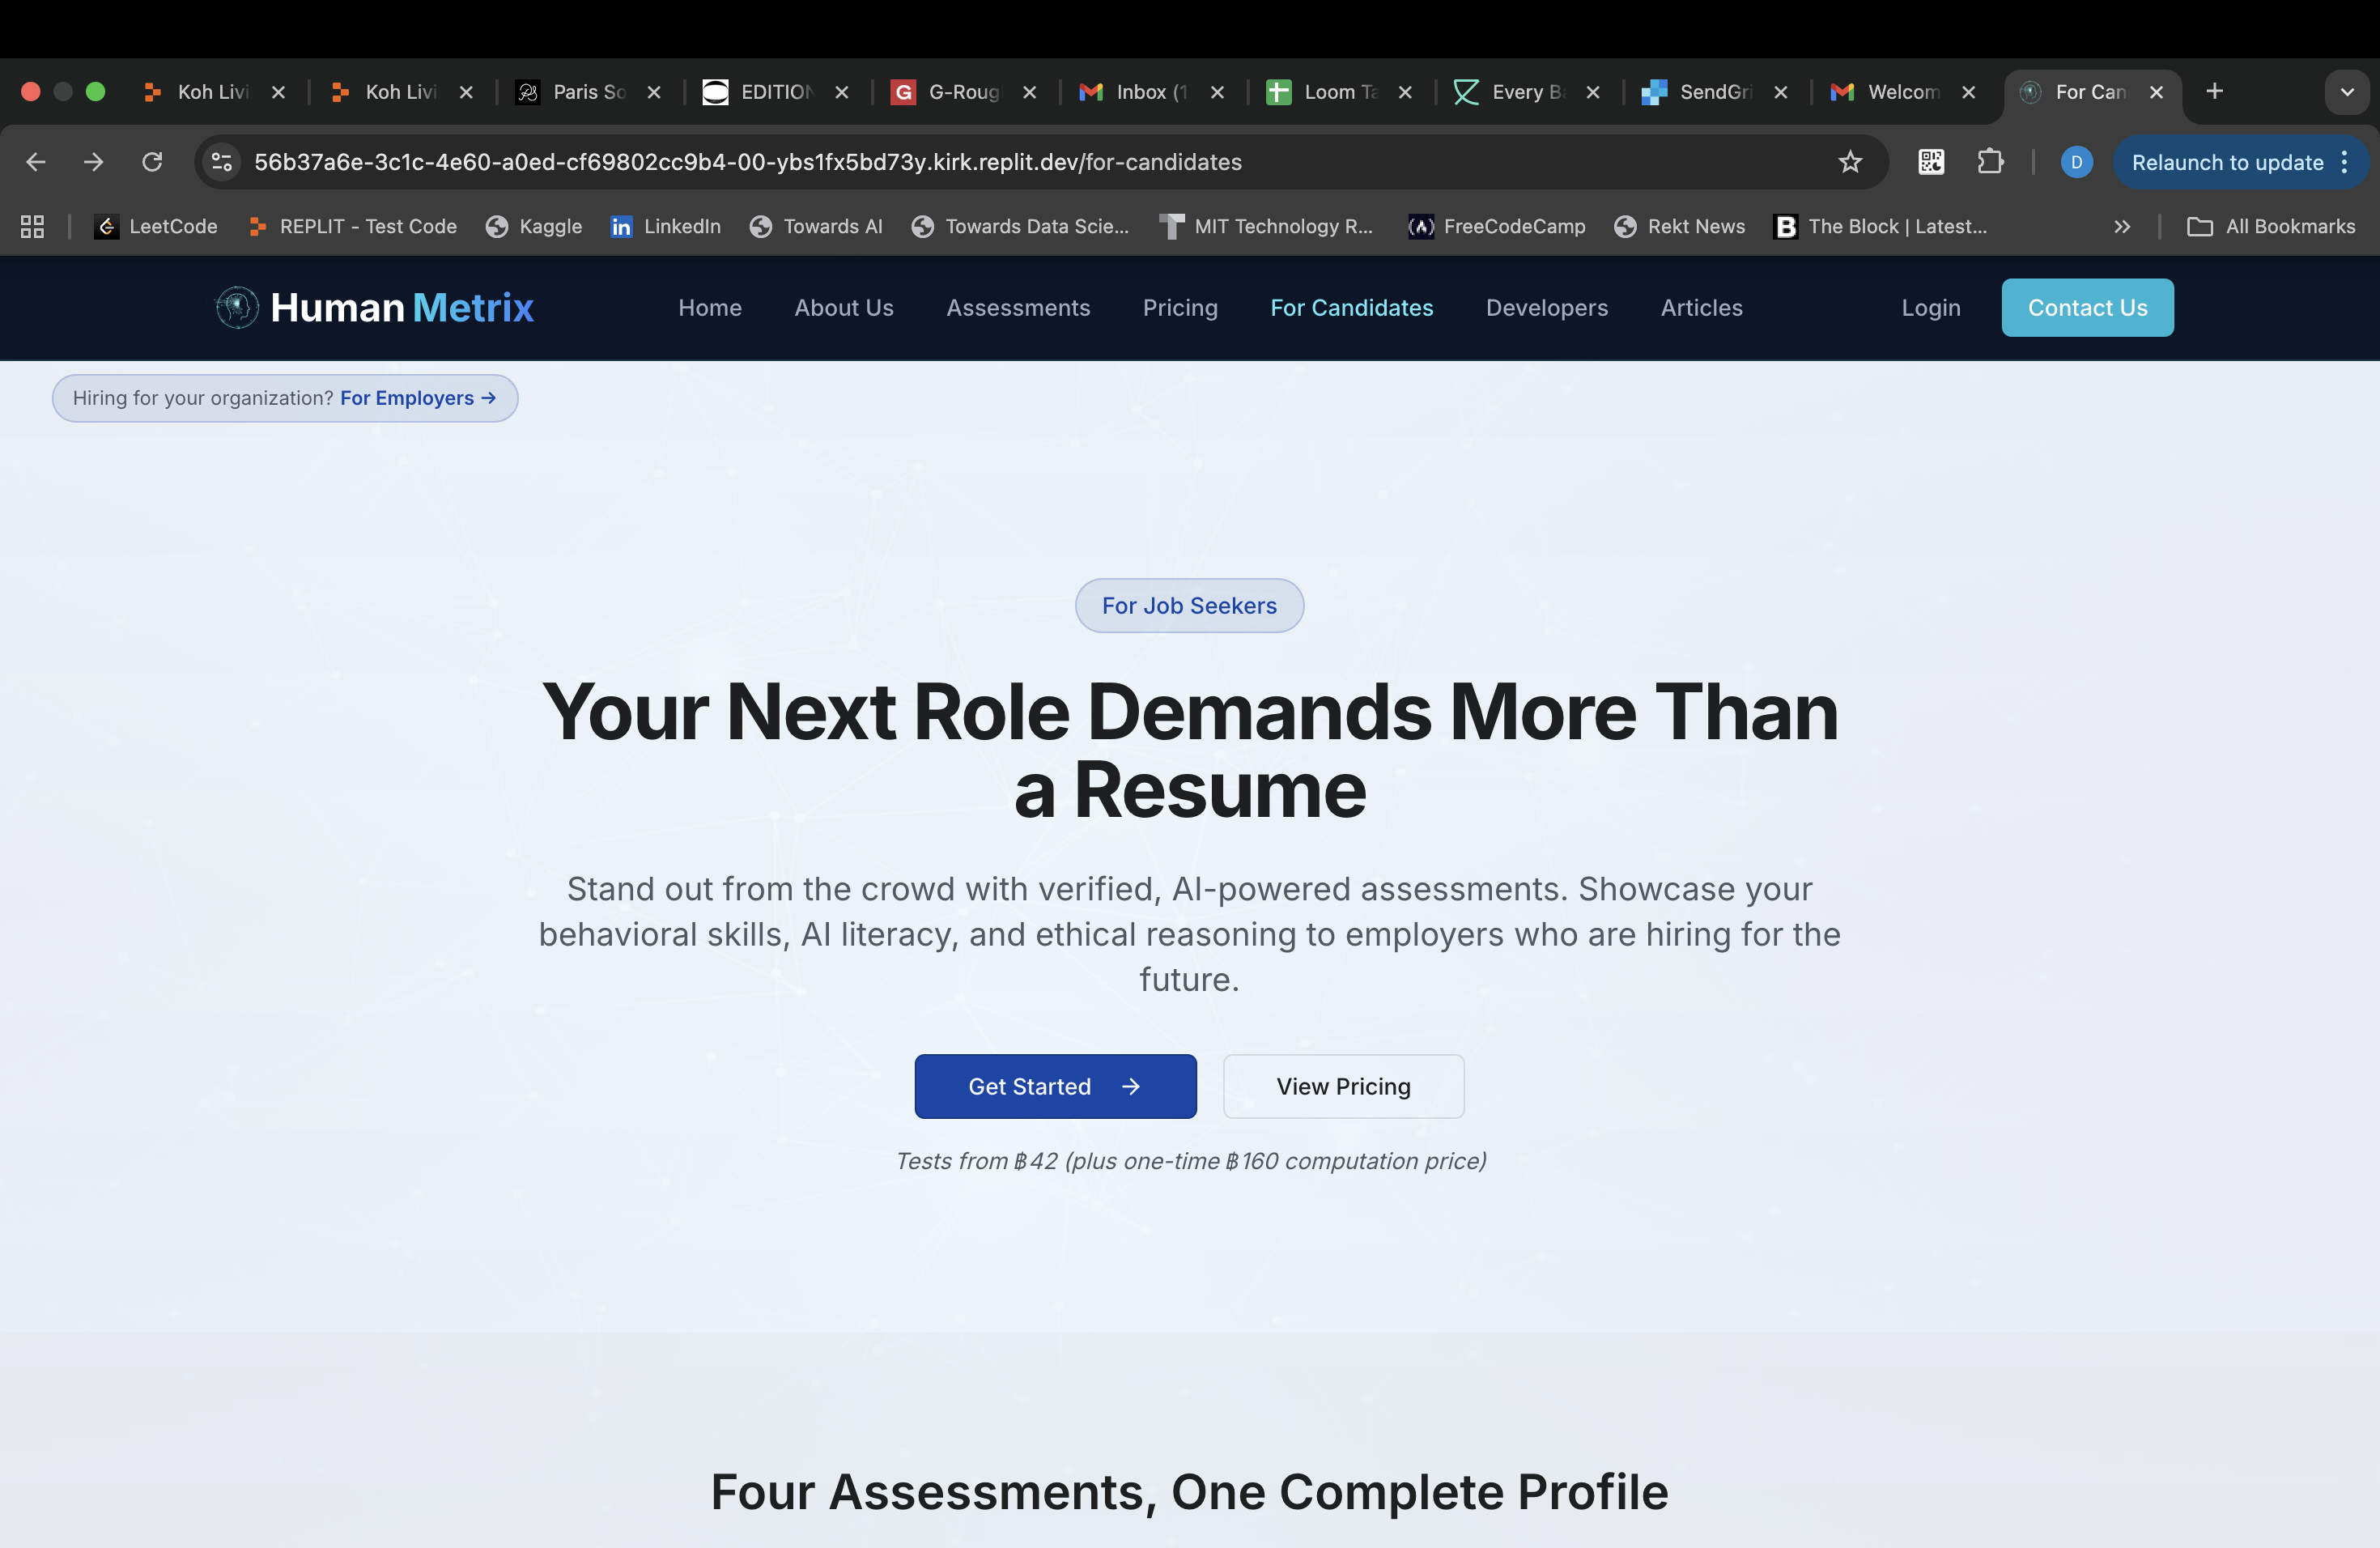 Koh Livi
Koh Livi
Paris So
EDITION
G-Roug
Inbox (1
Loom Ta
Every Ba
SendGri
Welcom
For Can
56b37a6e-3c1c-4e60-a0ed-cf69802cc9b4-00-ybs1fx5bd73y.kirk.replit.dev/for-candidates
D
Relaunch to update
LeetCode
REPLIT - Test Code
Kaggle
LinkedIn
Towards AI
Towards Data Scie...
MIT Technology R...
FreeCodeCamp
Rekt News
The Block | Latest...
All Bookmarks
Human Metrix
Home
About Us
Assessments
Pricing
For Candidates
Developers
Articles
Login
Contact Us
Hiring for your organization? For Employers →
For Job Seekers
Your Next Role Demands More Than
a Resume
Stand out from the crowd with verified, AI-powered assessments. Showcase your
behavioral skills, AI literacy, and ethical reasoning to employers who are hiring for the
future.
Get Started →
View Pricing
Tests from ฿42 (plus one-time ฿160 computation price)
Four Assessments, One Complete Profile